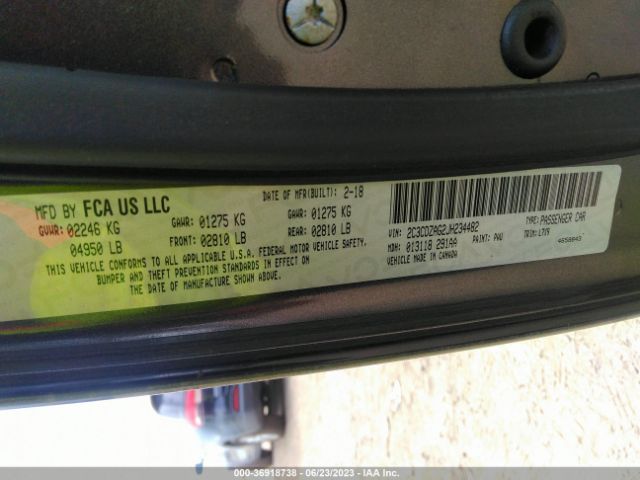 MFD BY FCA US LLC
DATE OF MFR(BUILT): 2-18
GVWR: 02246 KG
GAWR: 01275 KG
GAWR: 01275 KG
04950 LB
FRONT: 02810 LB
REAR: 02810 LB
THIS VEHICLE CONFORMS TO ALL APPLICABLE U.S.A. FEDERAL MOTOR VEHICLE SAFETY,
BUMPER AND THEFT PREVENTION STANDARDS IN EFFECT ON
THE DATE OF MANUFACTURE SHOWN ABOVE.
VIN: 2C3CDZAG2JH234482
TYPE: PASSENGER CAR
MDH: 013118 291AA
PAINT: PAU
TRIM: L7X9
VEHICLE MADE IN CANADA
4658843
000-36918738 - 06/23/2023 - IAA Inc.